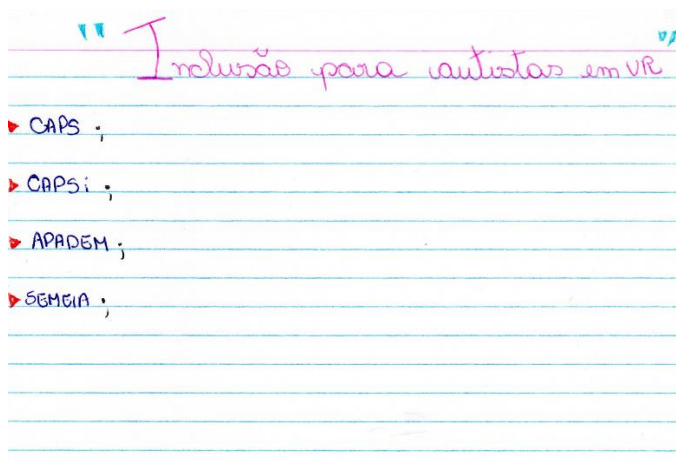 "Inclusão para autistas em VR"
CAPS;
CAPSi;
APADEM;
SEMEIA;